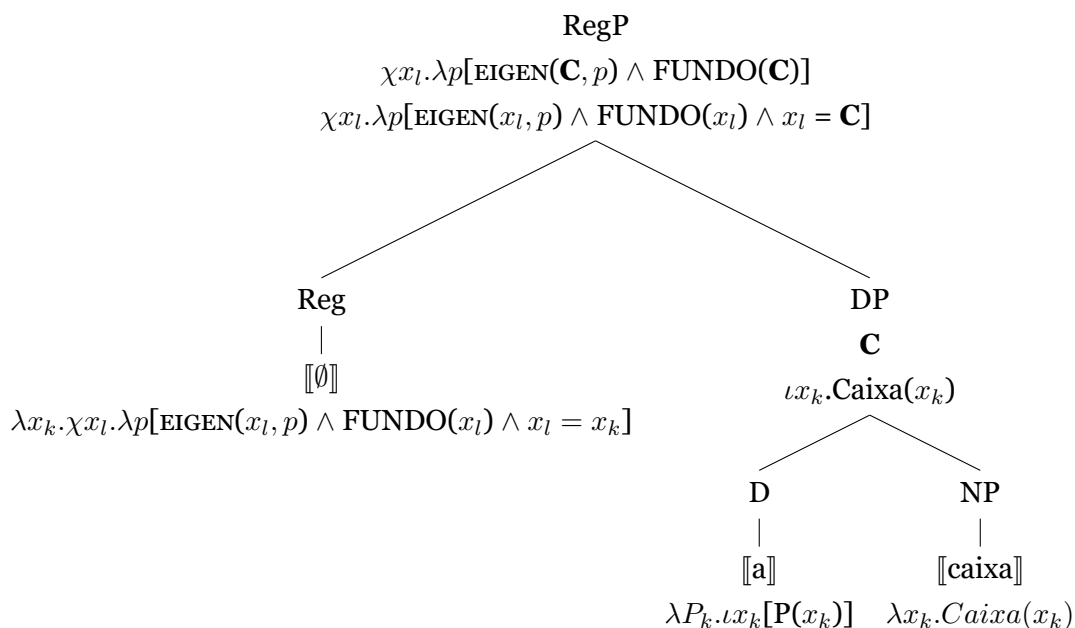 RegP
χx_l.λp[EIGEN(C, p) ∧ FUNDO(C)]
χx_l.λp[EIGEN(x_l, p) ∧ FUNDO(x_l) ∧ x_l = C]
Reg DP
⟦∅⟧ C
λx_k.χx_l.λp[EIGEN(x_l, p) ∧ FUNDO(x_l) ∧ x_l = x_k] ιx_k.Caixa(x_k)
D NP
⟦a⟧ ⟦caixa⟧
λP_k.ιx_k[P(x_k)] λx_k.Caixa(x_k)